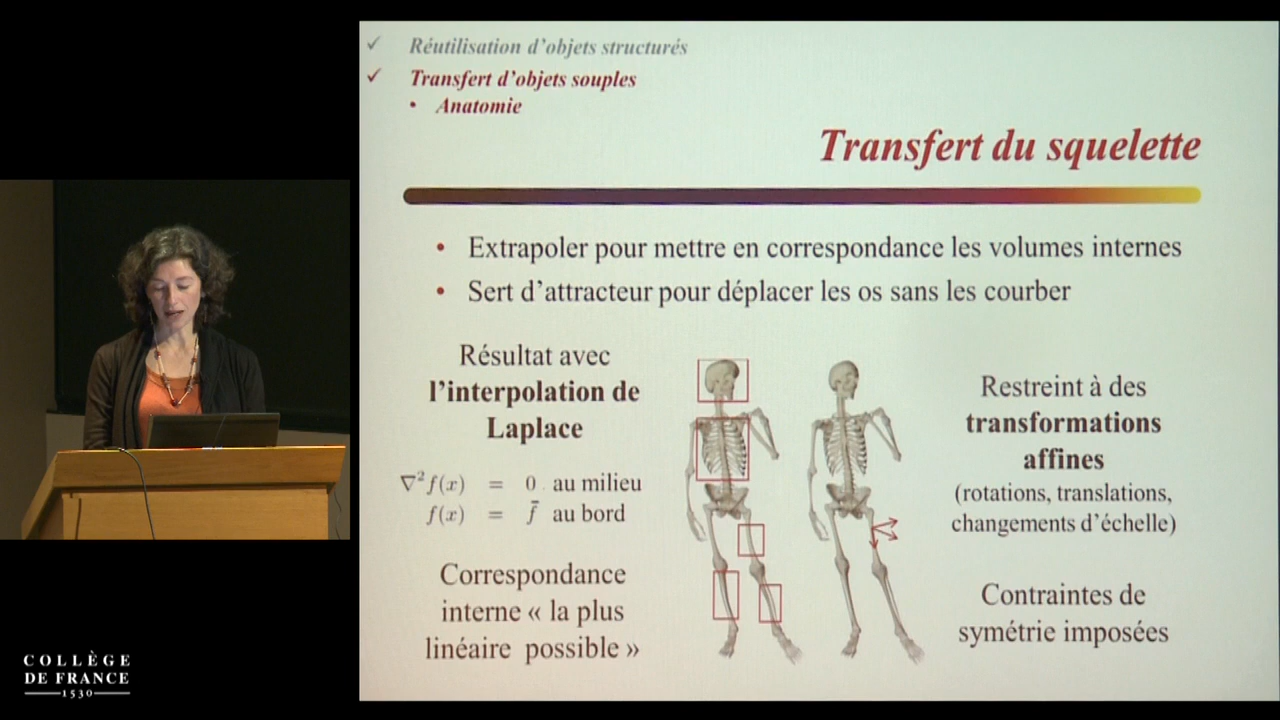 ✓ Réutilisation d'objets structurés
✓ Transfert d'objets souples
• Anatomie
Transfert du squelette
• Extrapoler pour mettre en correspondance les volumes internes
• Sert d'attracteur pour déplacer les os sans les courber
Résultat avec
l'interpolation de
Laplace
∇²f(x) = 0 au milieu
f(x) = f̄ au bord
Correspondance
interne « la plus
linéaire possible »
Restreint à des
transformations
affines
(rotations, translations,
changements d'échelle)
Contraintes de
symétrie imposées
COLLÈGE
DE FRANCE
1530